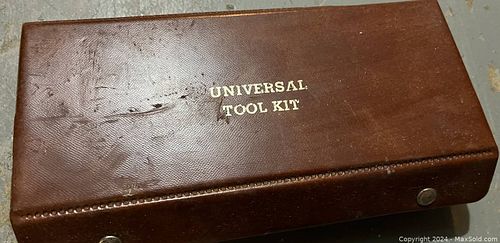 UNIVERSAL
TOOL KIT
Copyright 2024 - MaxSold.com